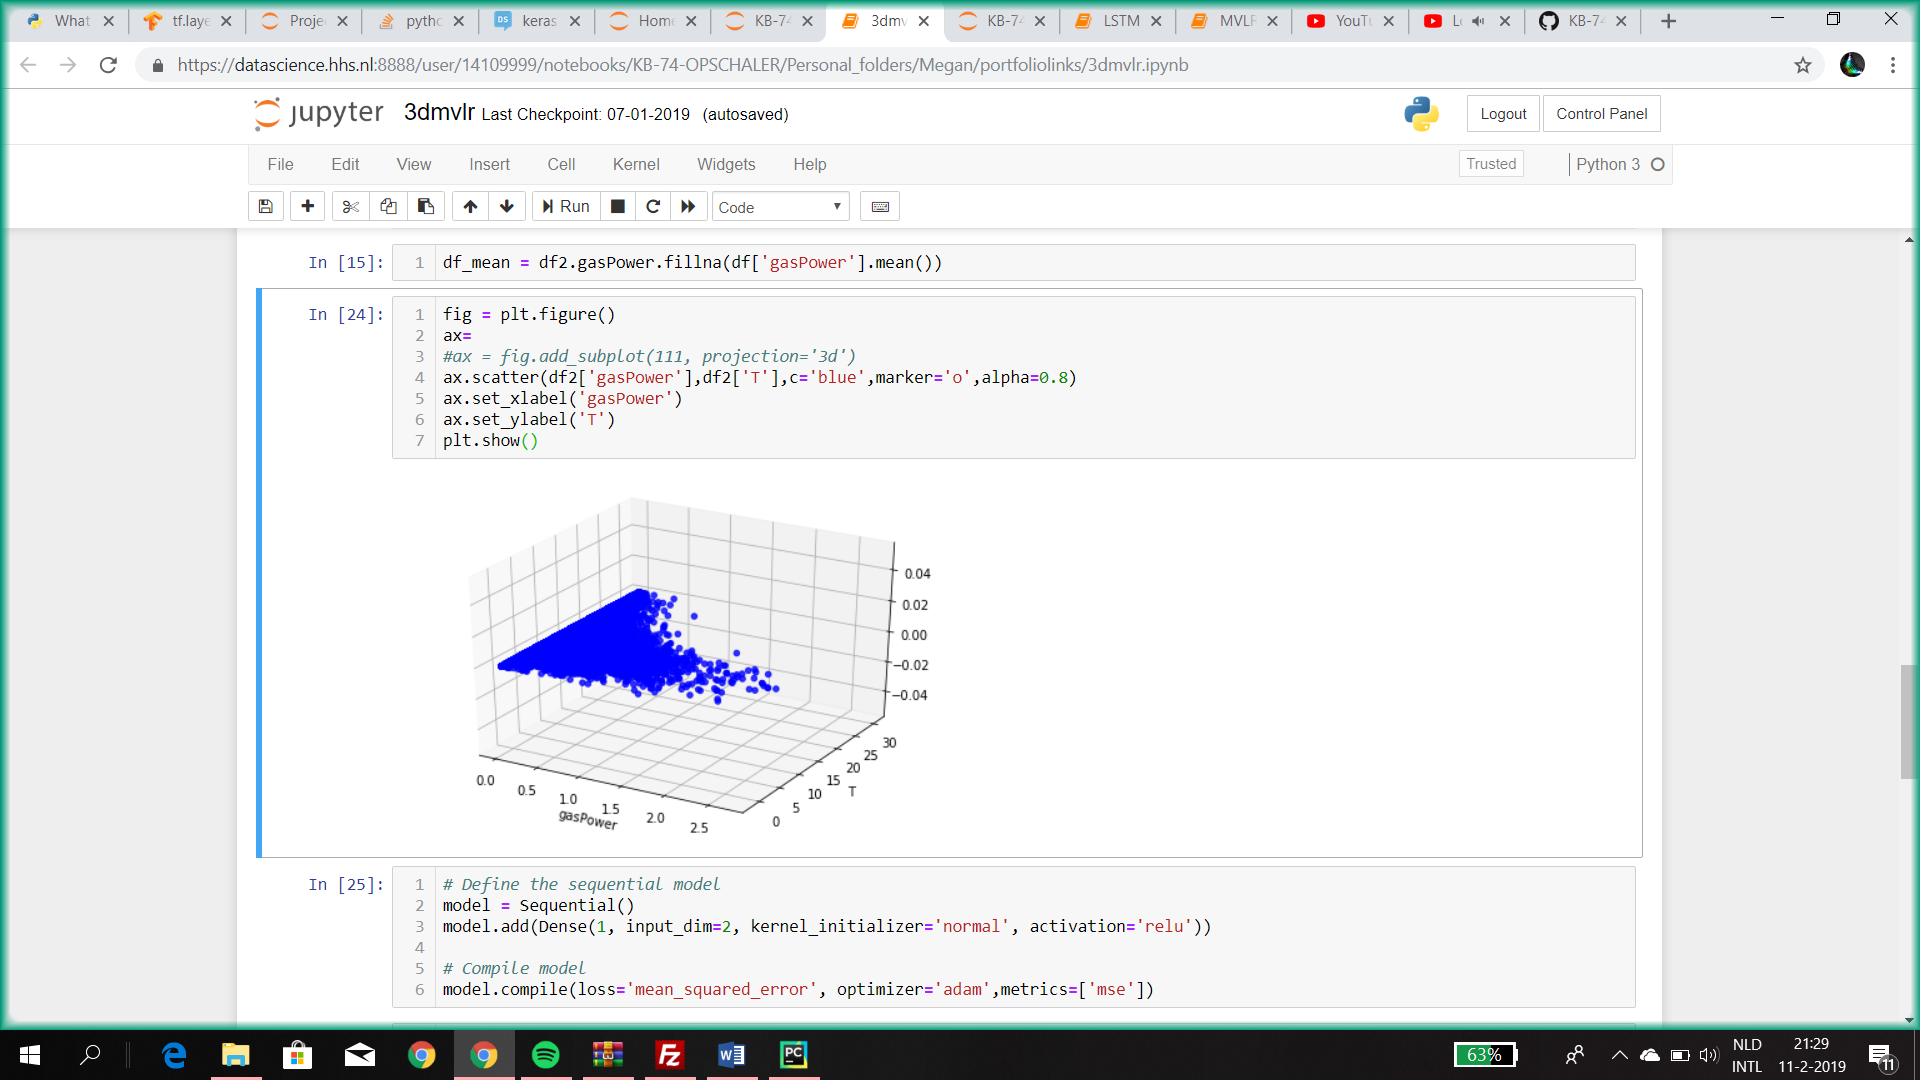 What
tf.laye
Proje
pytho
keras
Home
KB-74
3dmv
KB-74
LSTM
MVLR
YouTu
KB-74
https://datascience.hhs.nl:8888/user/14109999/notebooks/KB-74-OPSCHALER/Personal_folders/Megan/portfoliolinks/3dmvlr.ipynb
jupyter 3dmvlr Last Checkpoint: 07-01-2019 (autosaved)
Logout
Control Panel
File Edit View Insert Cell Kernel Widgets Help
Trusted
Python 3
Run
Code
In [15]:
1 df_mean = df2.gasPower.fillna(df['gasPower'].mean())
In [24]:
1 fig = plt.figure()
2 ax=
3 #ax = fig.add_subplot(111, projection='3d')
4 ax.scatter(df2['gasPower'],df2['T'],c='blue',marker='o',alpha=0.8)
5 ax.set_xlabel('gasPower')
6 ax.set_ylabel('T')
7 plt.show()
0.04
0.02
0.00
−0.02
−0.04
0.0
0.5
1.0
1.5
2.0
2.5
gasPower
0
5
10
15
20
25
30
T
In [25]:
1 # Define the sequential model
2 model = Sequential()
3 model.add(Dense(1, input_dim=2, kernel_initializer='normal', activation='relu'))
4
5 # Compile model
6 model.compile(loss='mean_squared_error', optimizer='adam',metrics=['mse'])
63%
NLD
INTL
21:29
11-2-2019
11